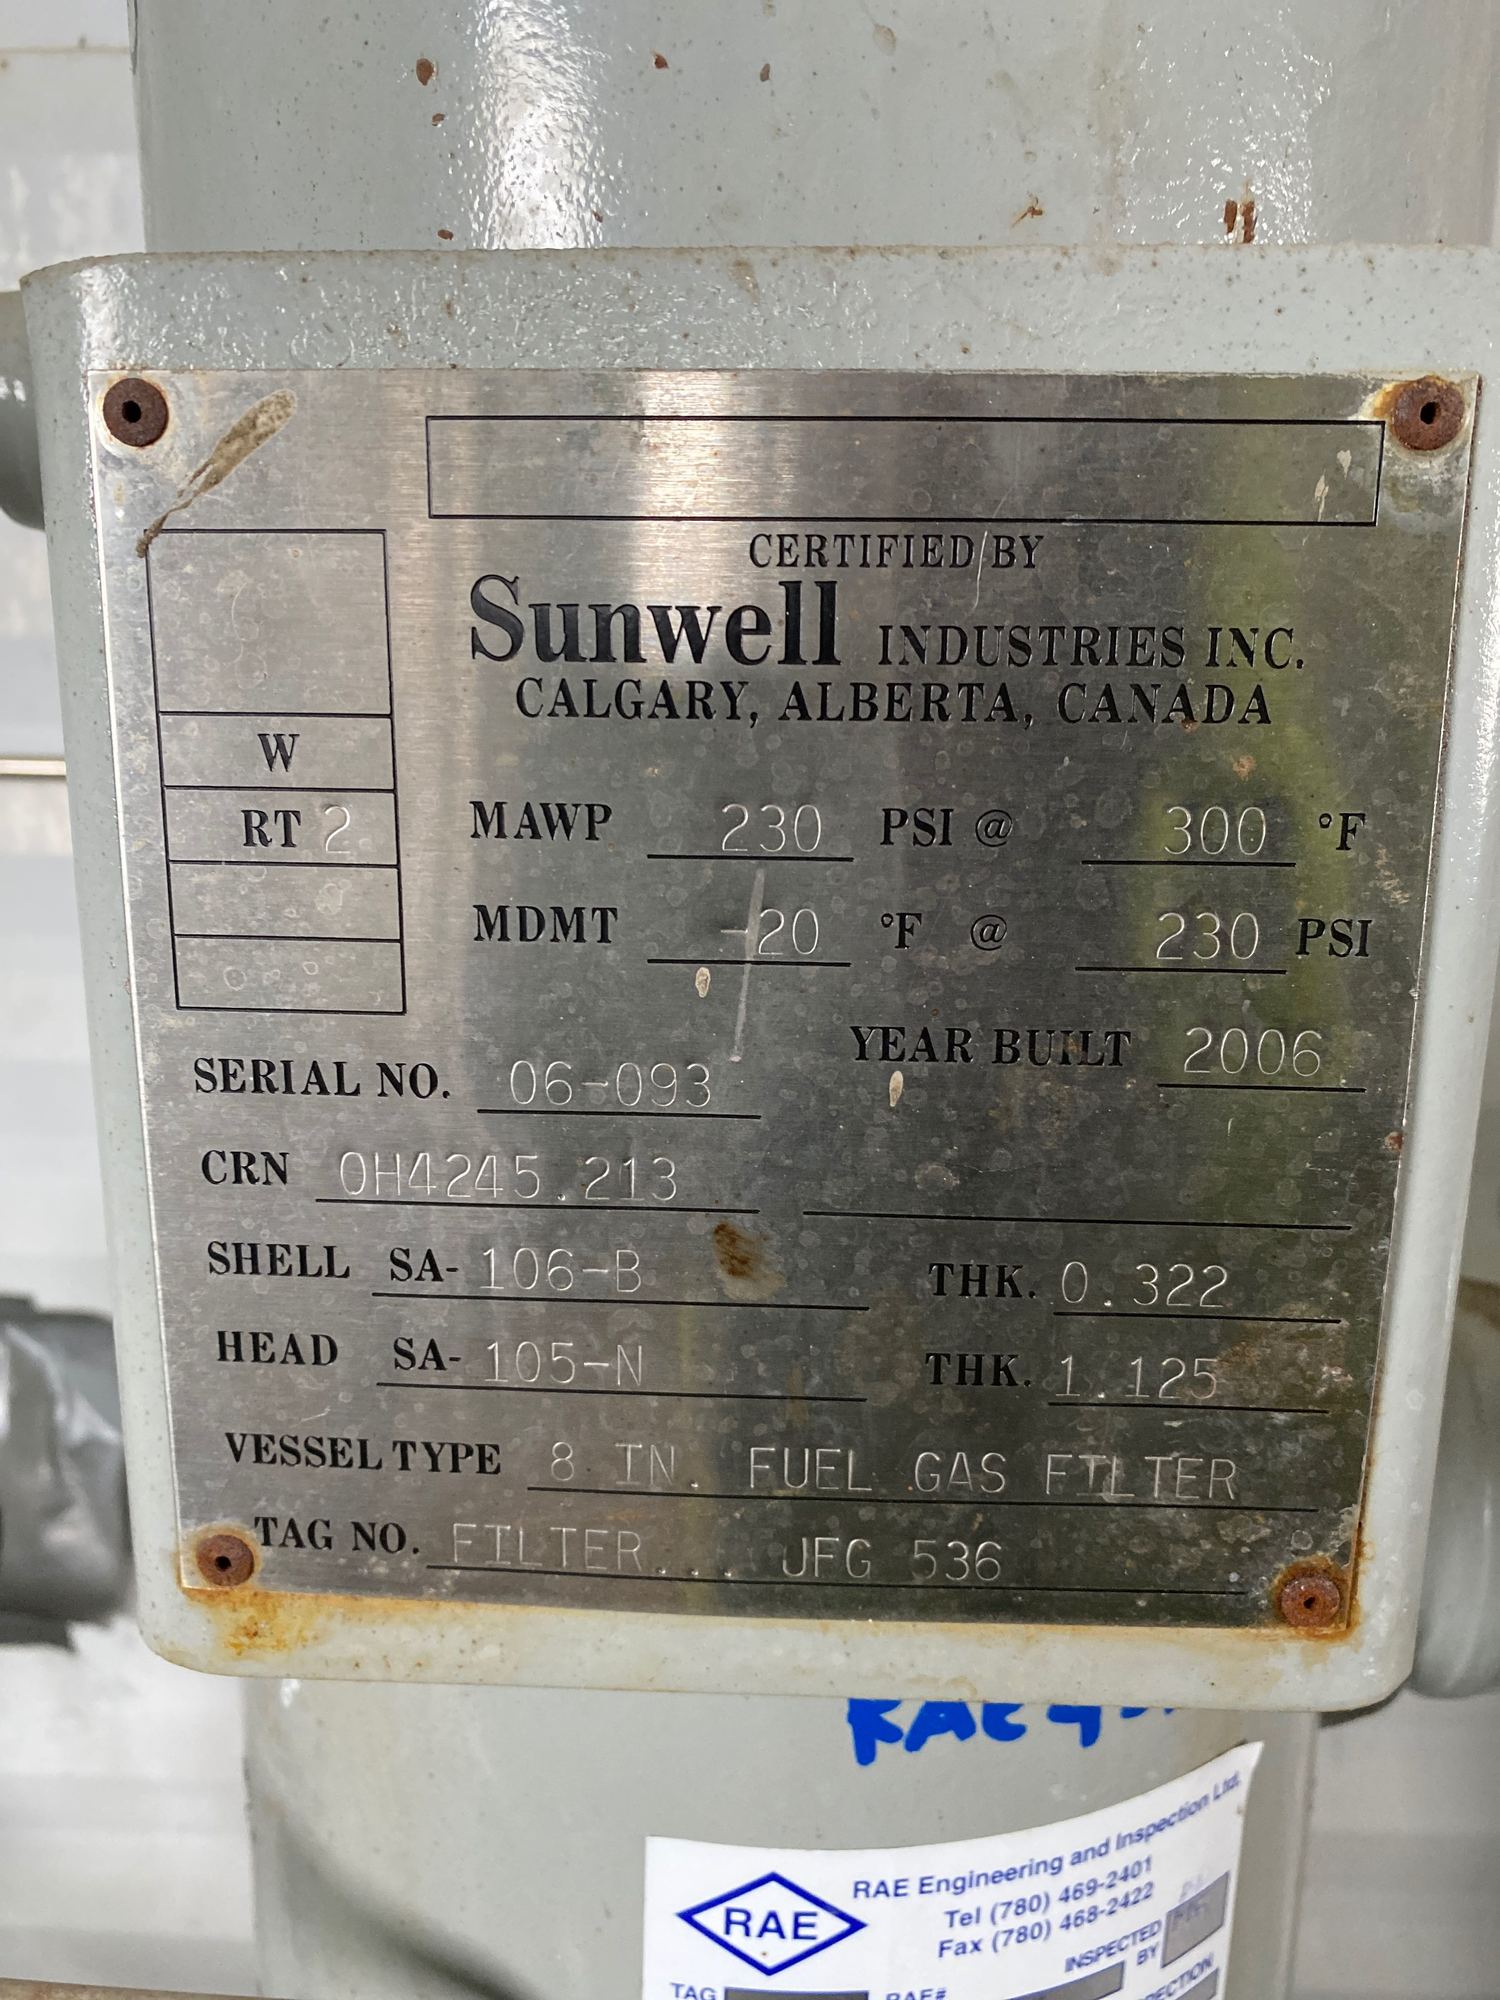 CERTIFIED BY
Sunwell INDUSTRIES INC.
CALGARY, ALBERTA, CANADA
W
RT 2
MAWP 230 PSI @ 300 °F
MDMT -20 °F @ 230 PSI
YEAR BUILT 2006
SERIAL NO. 06-093
CRN 0H4245.213
SHELL SA- 106-B THK. 0.322
HEAD SA- 105-N THK. 1.125
VESSEL TYPE 8 IN. FUEL GAS FILTER
TAG NO. FILTER... JFG 536
RAE
RAE Engineering and Inspection Ltd.
Tel (780) 469-2401
Fax (780) 468-2422
RAE
INSPECTED
BY
TAG RAE#